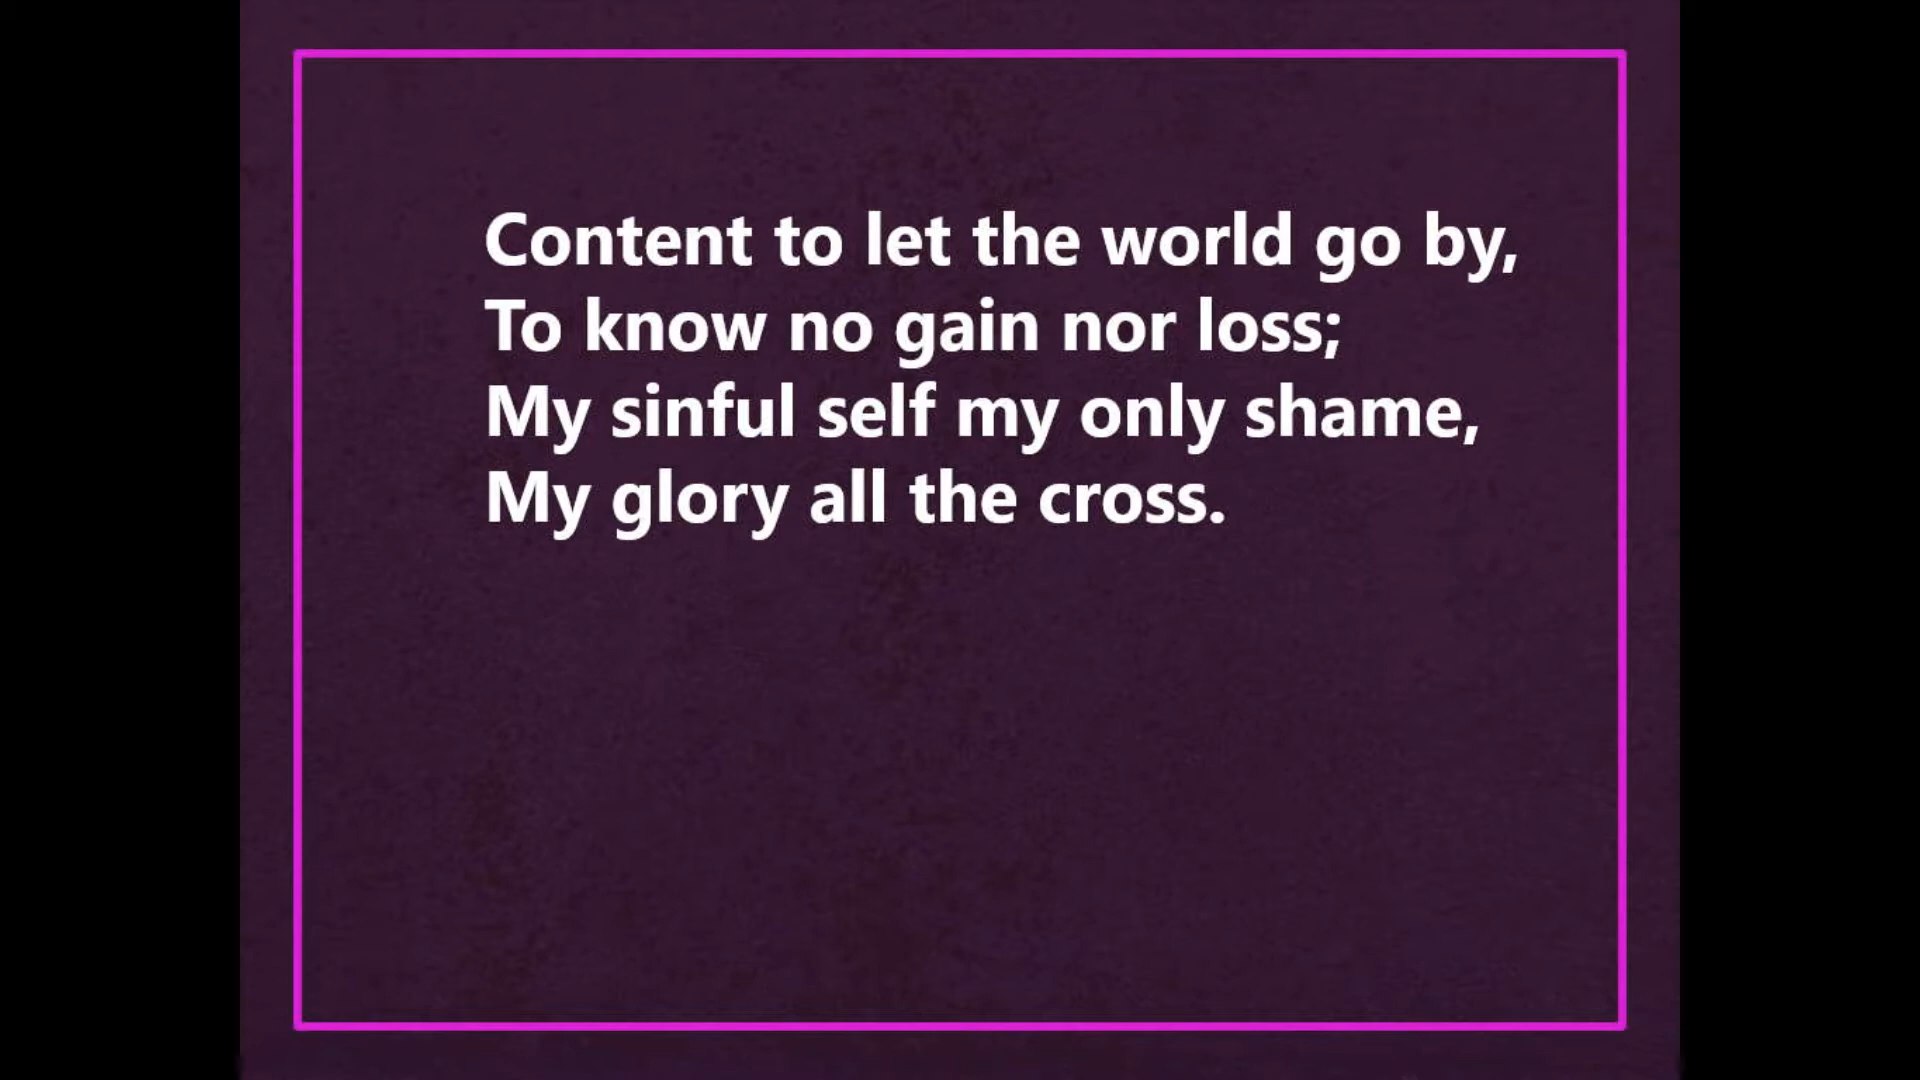 Content to let the world go by,
To know no gain nor loss;
My sinful self my only shame,
My glory all the cross.